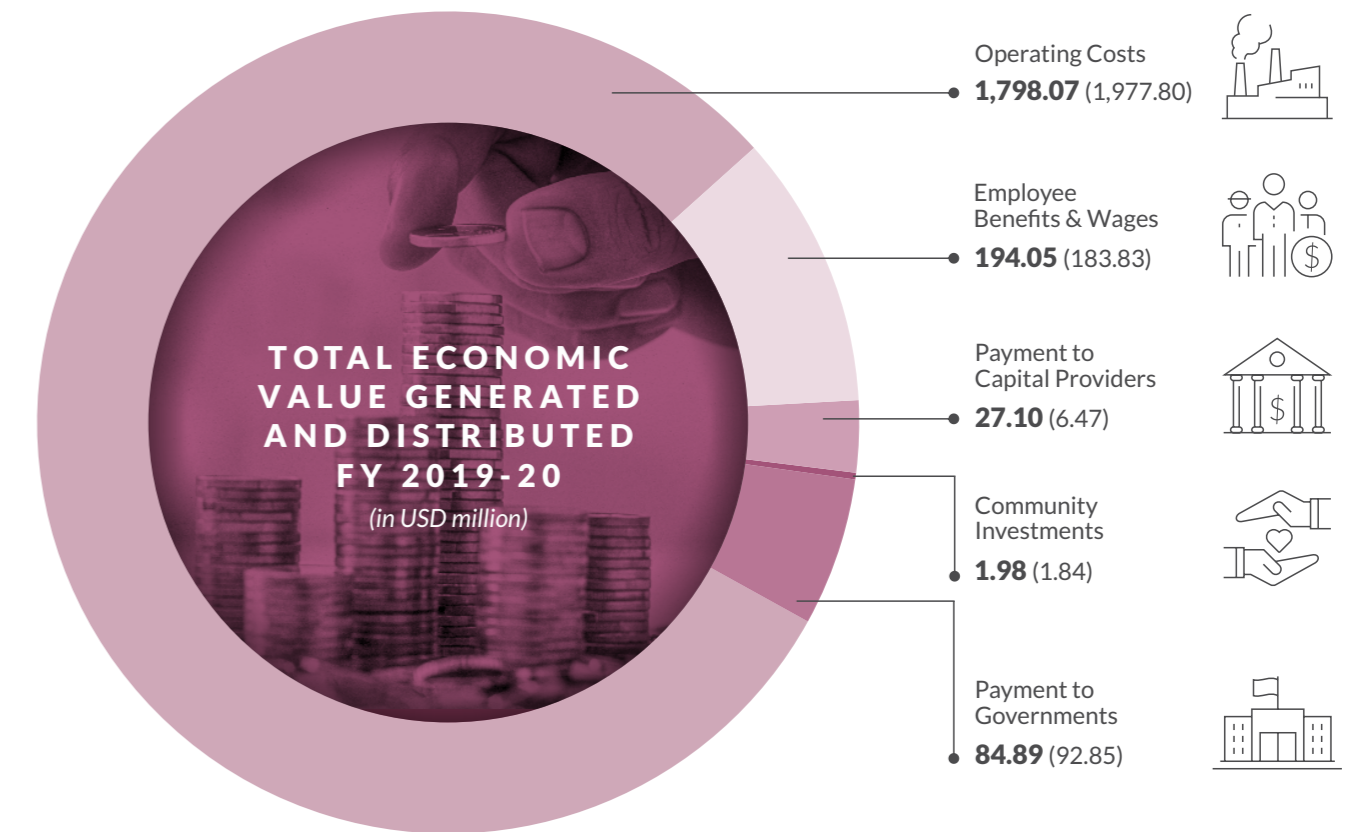 TOTAL ECONOMIC
VALUE GENERATED
AND DISTRIBUTED
FY 2019-20
(in USD million)
Operating Costs
1,798.07 (1,977.80)
Employee
Benefits & Wages
194.05 (183.83)
Payment to
Capital Providers
27.10 (6.47)
Community
Investments
1.98 (1.84)
Payment to
Governments
84.89 (92.85)